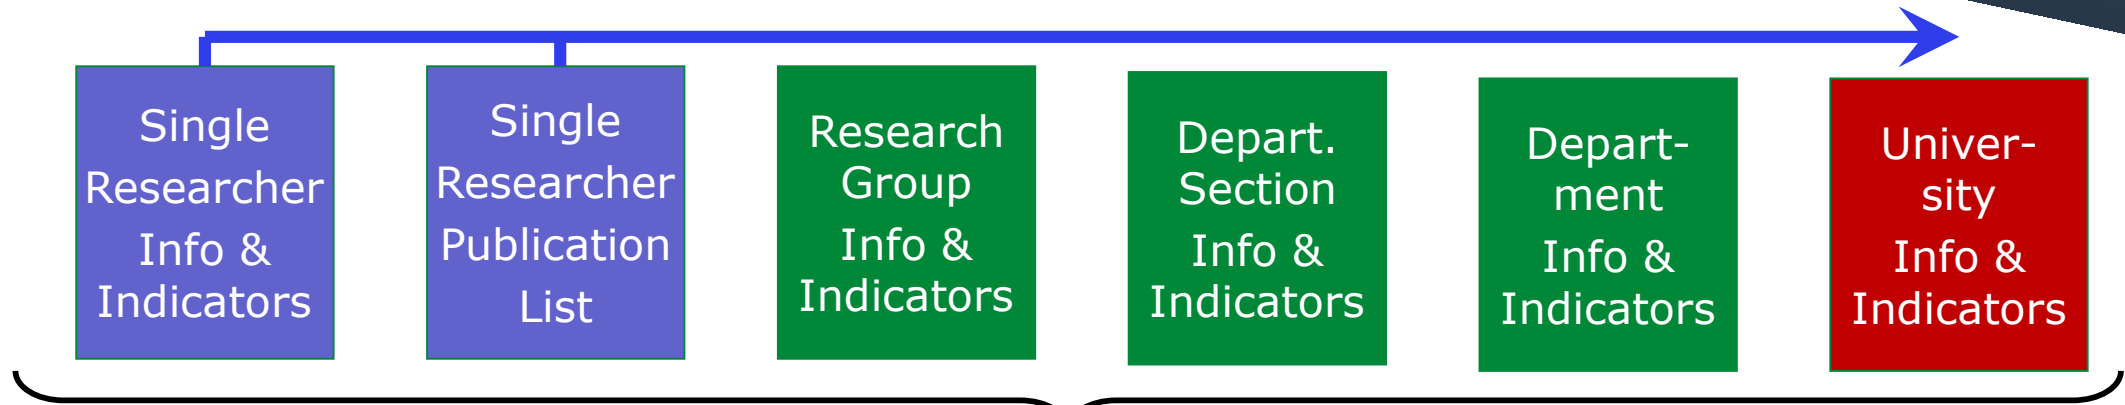 Single
Researcher
Info &
Indicators
Single
Researcher
Publication
List
Research
Group
Info &
Indicators
Depart.
Section
Info &
Indicators
Depart-
ment
Info &
Indicators
Univer-
sity
Info &
Indicators